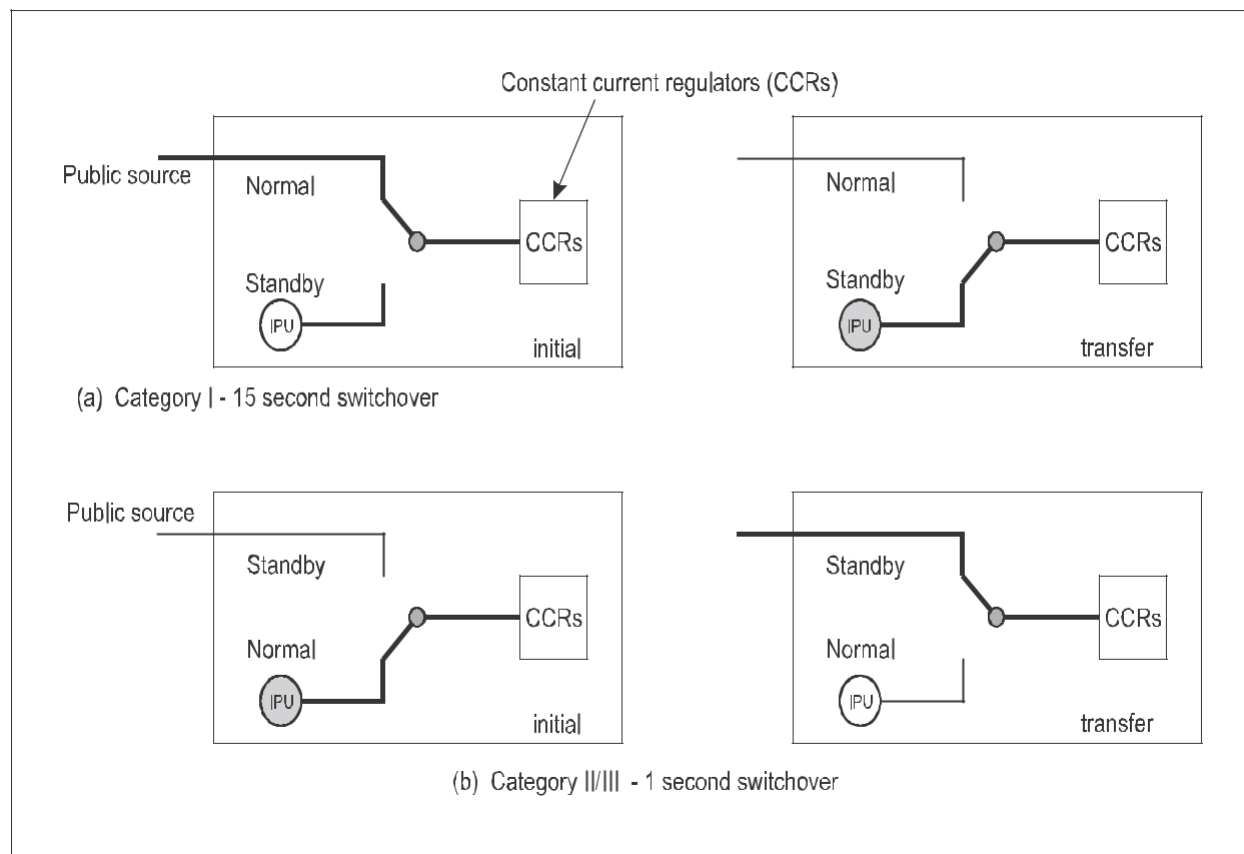 Constant current regulators (CCRs)
Public source
Normal
CCRs
Standby
IPU
initial
Normal
CCRs
Standby
IPU
transfer
(a) Category I - 15 second switchover
Public source
Standby
CCRs
Normal
IPU
initial
Standby
CCRs
Normal
IPU
transfer
(b) Category II/III - 1 second switchover